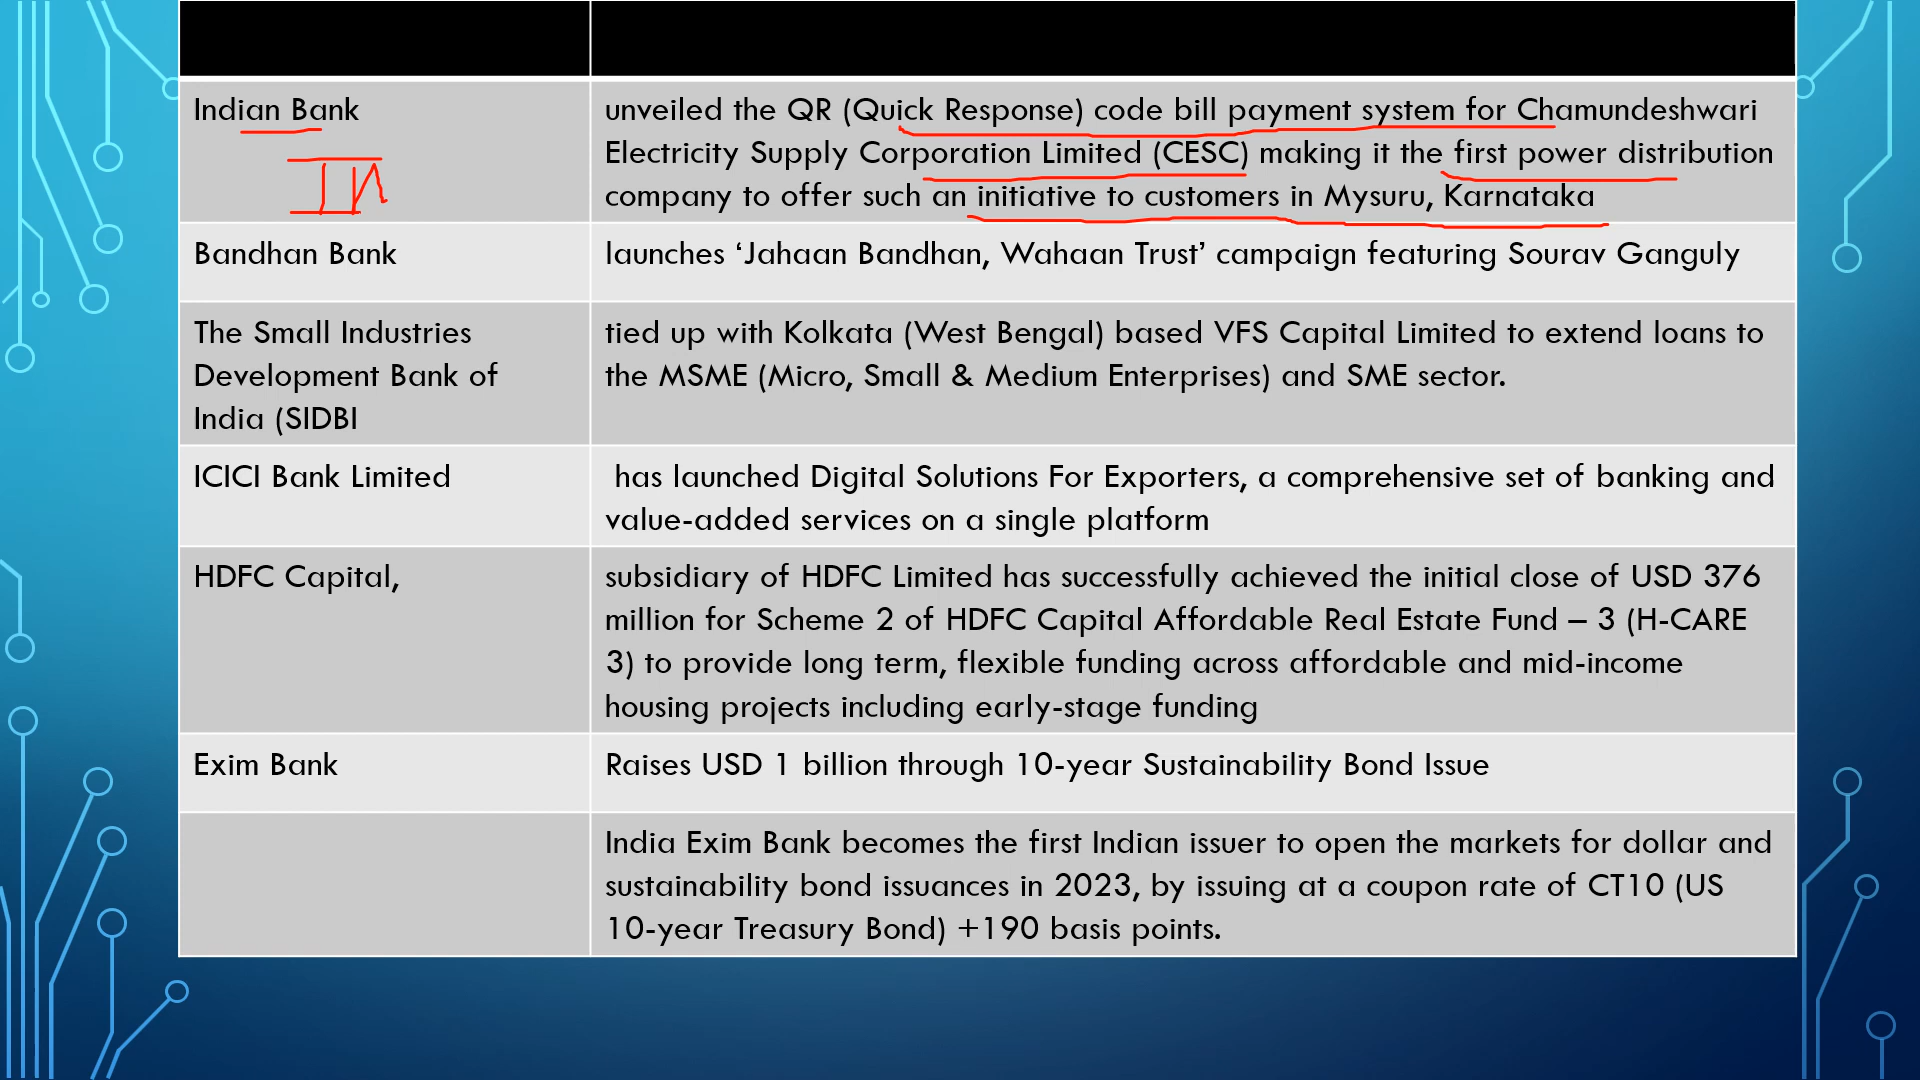 Indian Bank
IN
unveiled the QR (Quick Response) code bill payment system for Chamundeshwari
Electricity Supply Corporation Limited (CESC) making it the first power distribution
company to offer such an initiative to customers in Mysuru, Karnataka
Bandhan Bank
launches ‘Jahaan Bandhan, Wahaan Trust’ campaign featuring Sourav Ganguly
The Small Industries
Development Bank of
India (SIDBI
tied up with Kolkata (West Bengal) based VFS Capital Limited to extend loans to
the MSME (Micro, Small & Medium Enterprises) and SME sector.
ICICI Bank Limited
has launched Digital Solutions For Exporters, a comprehensive set of banking and
value-added services on a single platform
HDFC Capital,
subsidiary of HDFC Limited has successfully achieved the initial close of USD 376
million for Scheme 2 of HDFC Capital Affordable Real Estate Fund – 3 (H-CARE
3) to provide long term, flexible funding across affordable and mid-income
housing projects including early-stage funding
Exim Bank
Raises USD 1 billion through 10-year Sustainability Bond Issue
India Exim Bank becomes the first Indian issuer to open the markets for dollar and
sustainability bond issuances in 2023, by issuing at a coupon rate of CT10 (US
10-year Treasury Bond) +190 basis points.